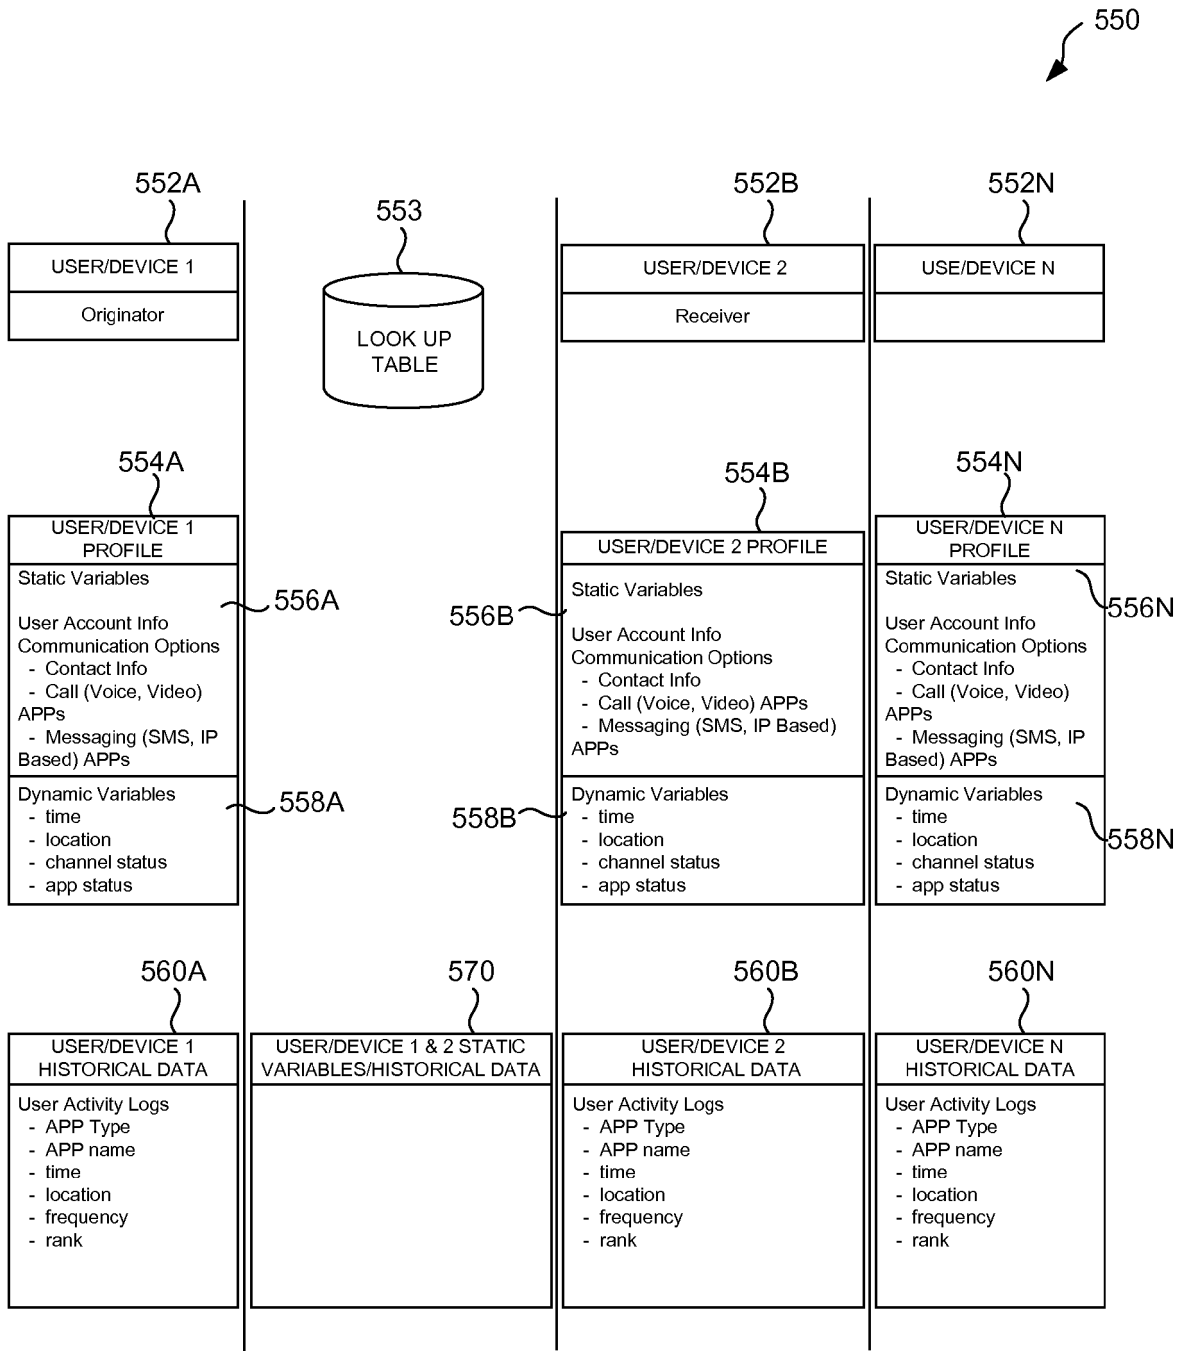 550
552A
553
552B
552N
USER/DEVICE 1
Originator
LOOK UP
TABLE
USER/DEVICE 2
Receiver
USE/DEVICE N
554A
554B
554N
USER/DEVICE 1
PROFILE
Static Variables
User Account Info
Communication Options
- Contact Info
- Call (Voice, Video)
APPs
- Messaging (SMS, IP
Based) APPs
556A
Dynamic Variables
- time
- location
- channel status
- app status
558A
USER/DEVICE 2 PROFILE
Static Variables
User Account Info
Communication Options
- Contact Info
- Call (Voice, Video) APPs
- Messaging (SMS, IP Based)
APPs
556B
Dynamic Variables
- time
- location
- channel status
- app status
558B
USER/DEVICE N
PROFILE
Static Variables
User Account Info
Communication Options
- Contact Info
- Call (Voice, Video)
APPs
- Messaging (SMS, IP
Based) APPs
556N
Dynamic Variables
- time
- location
- channel status
- app status
558N
560A
570
560B
560N
USER/DEVICE 1
HISTORICAL DATA
User Activity Logs
- APP Type
- APP name
- time
- location
- frequency
- rank
USER/DEVICE 1 & 2 STATIC
VARIABLES/HISTORICAL DATA
USER/DEVICE 2
HISTORICAL DATA
User Activity Logs
- APP Type
- APP name
- time
- location
- frequency
- rank
USER/DEVICE N
HISTORICAL DATA
User Activity Logs
- APP Type
- APP name
- time
- location
- frequency
- rank